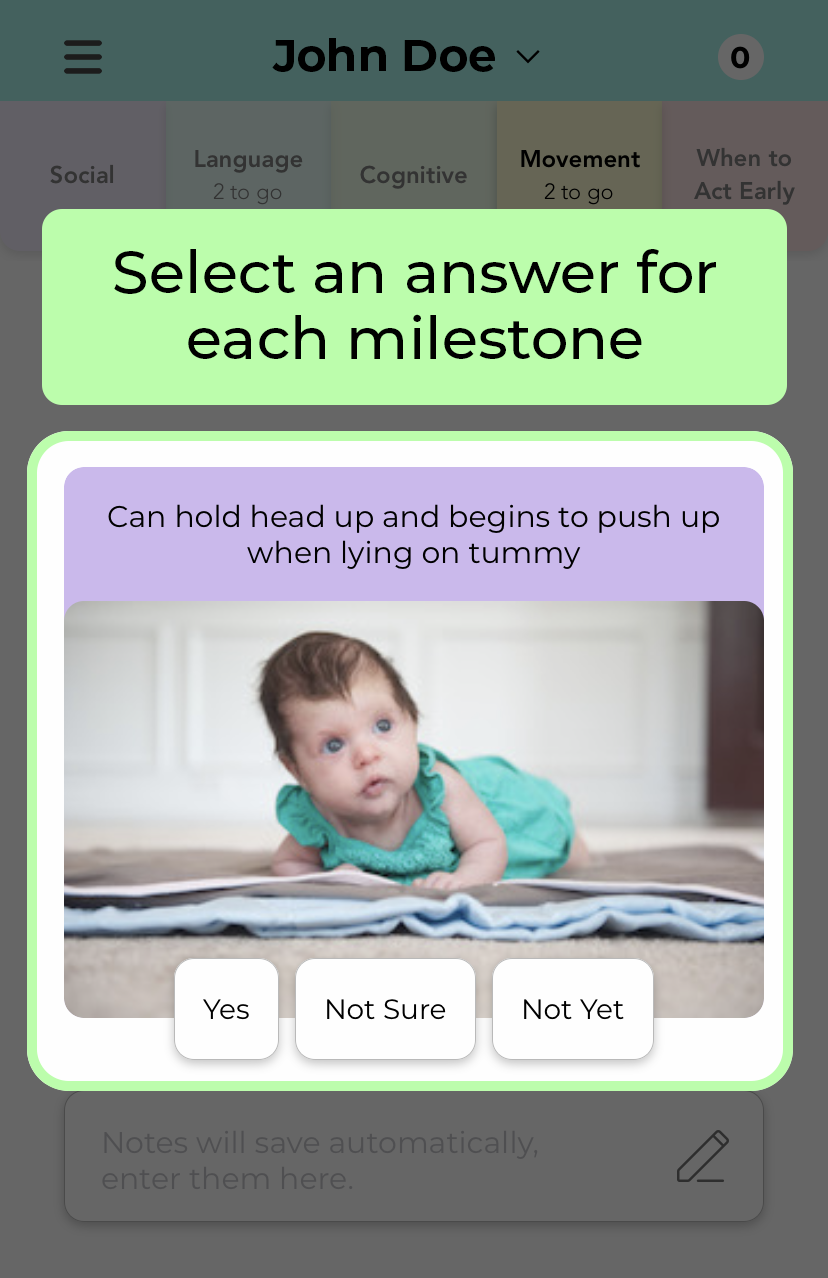 John Doe
0
Social
Language
2 to go
Cognitive
Movement
2 to go
When to
Act Early
Select an answer for
each milestone
Can hold head up and begins to push up
when lying on tummy
Yes
Not Sure
Not Yet
Notes will save automatically,
enter them here.